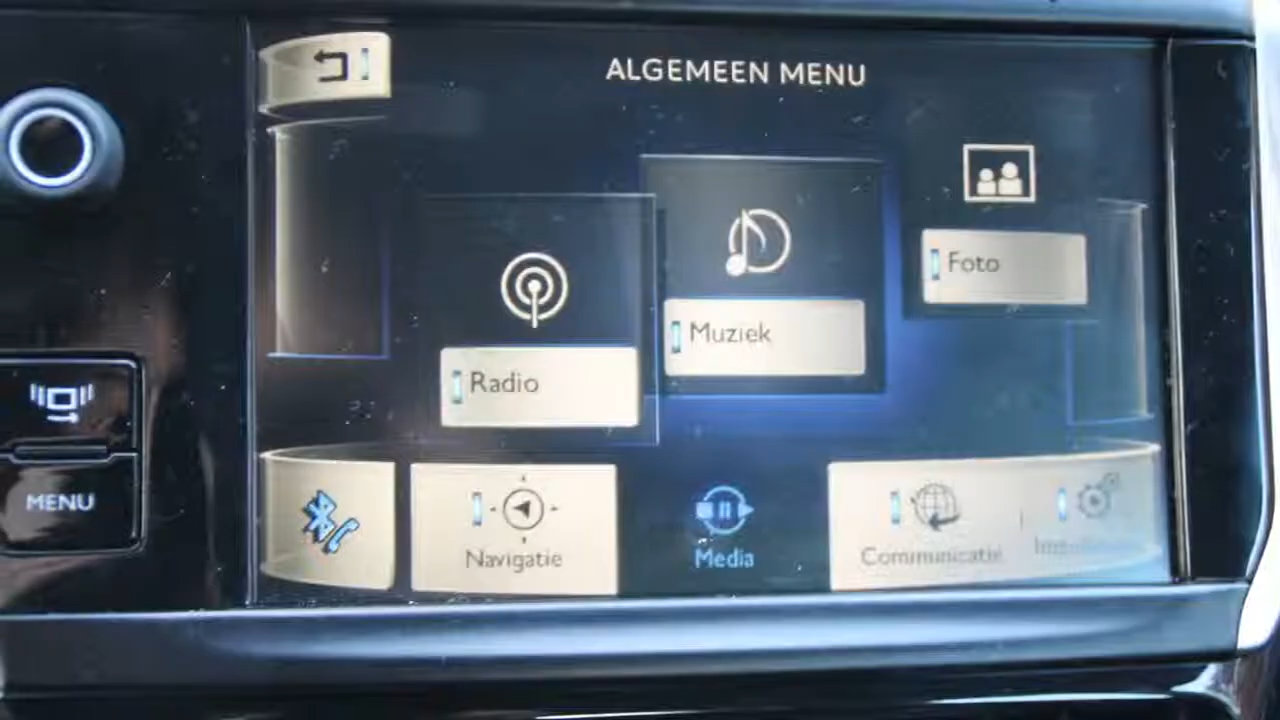 ALGEMEEN MENU
Foto
Muziek
Radio
MENU
Navigatie
Media
Communicatie